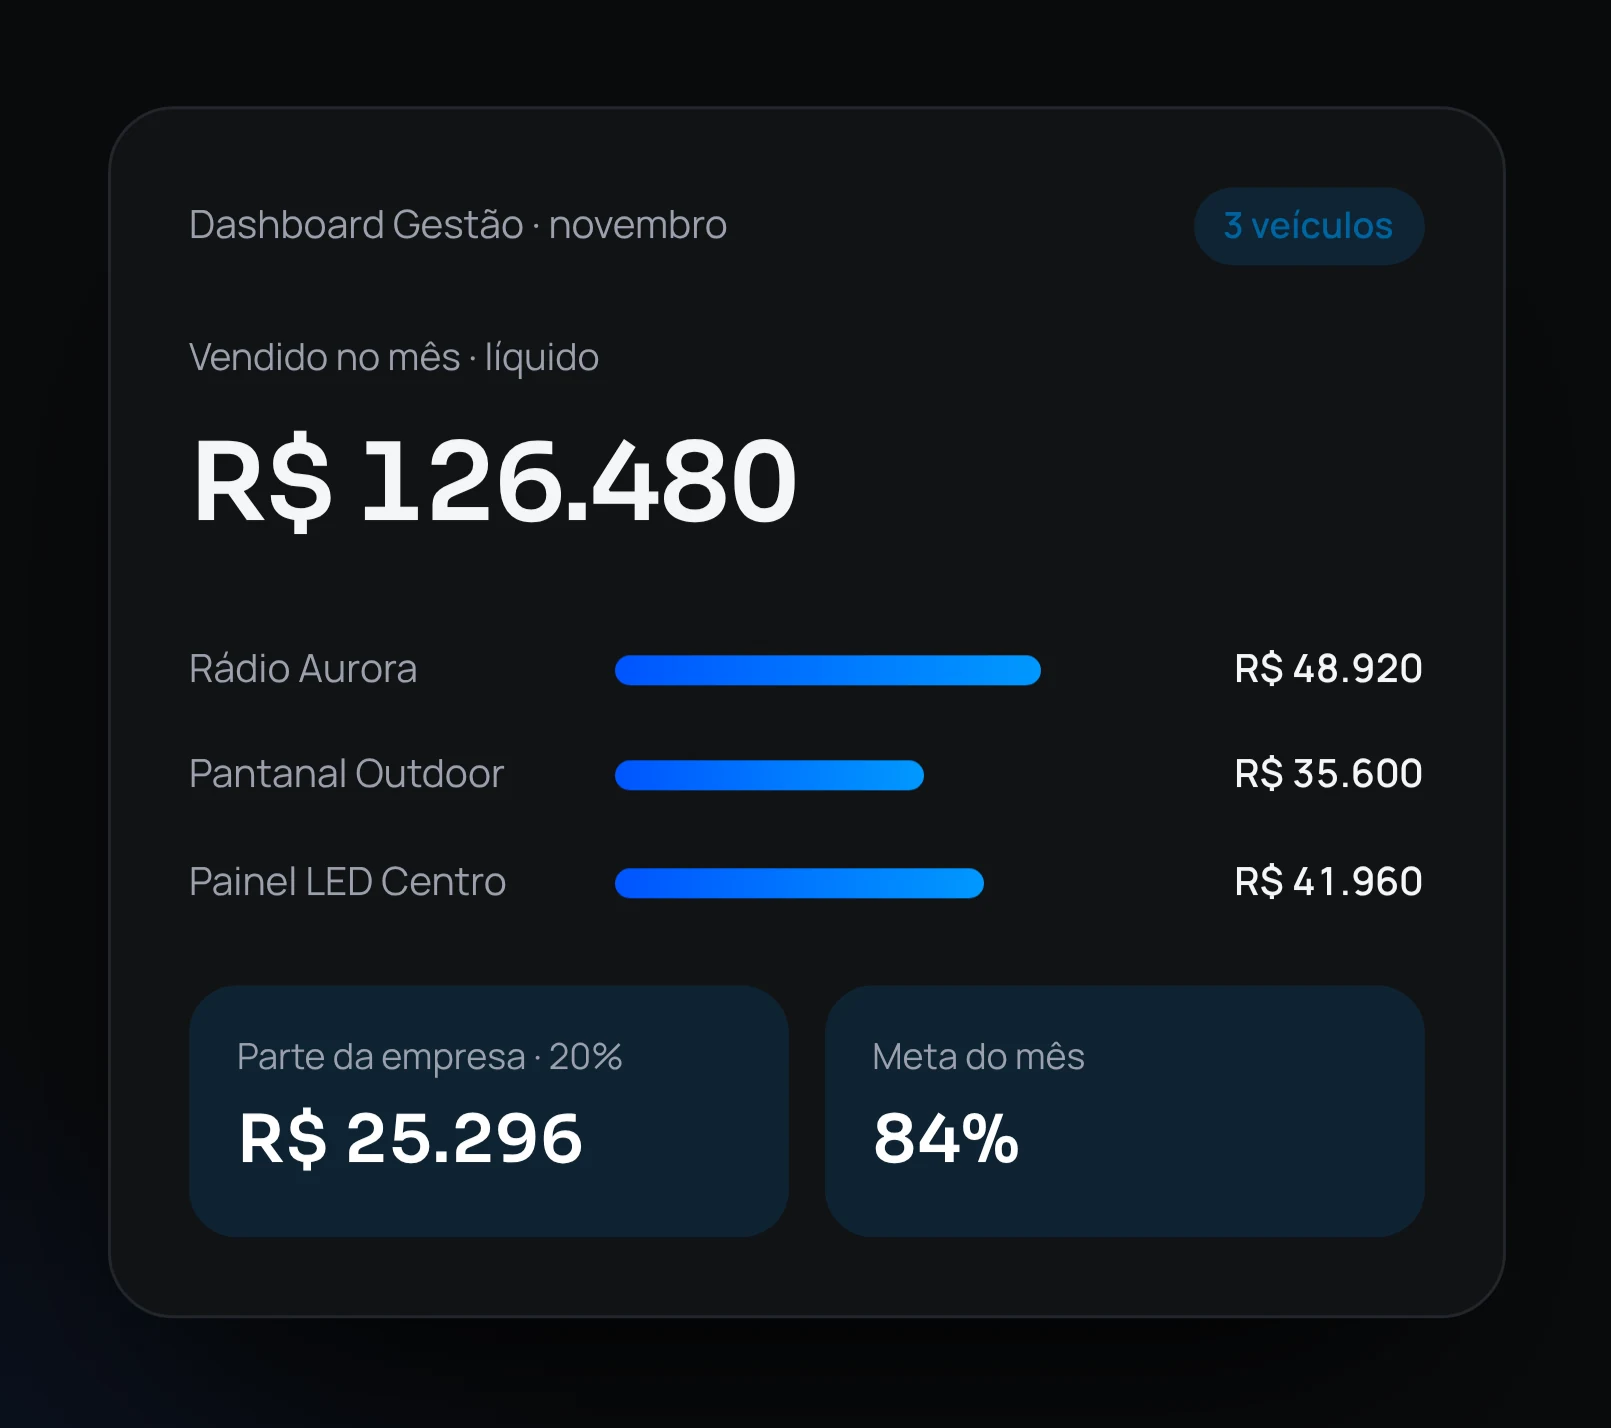 Dashboard Gestão · novembro
3 veículos
Vendido no mês · líquido
R$ 126.480
Rádio Aurora R$ 48.920
Pantanal Outdoor R$ 35.600
Painel LED Centro R$ 41.960
Parte da empresa · 20%
R$ 25.296
Meta do mês
84%